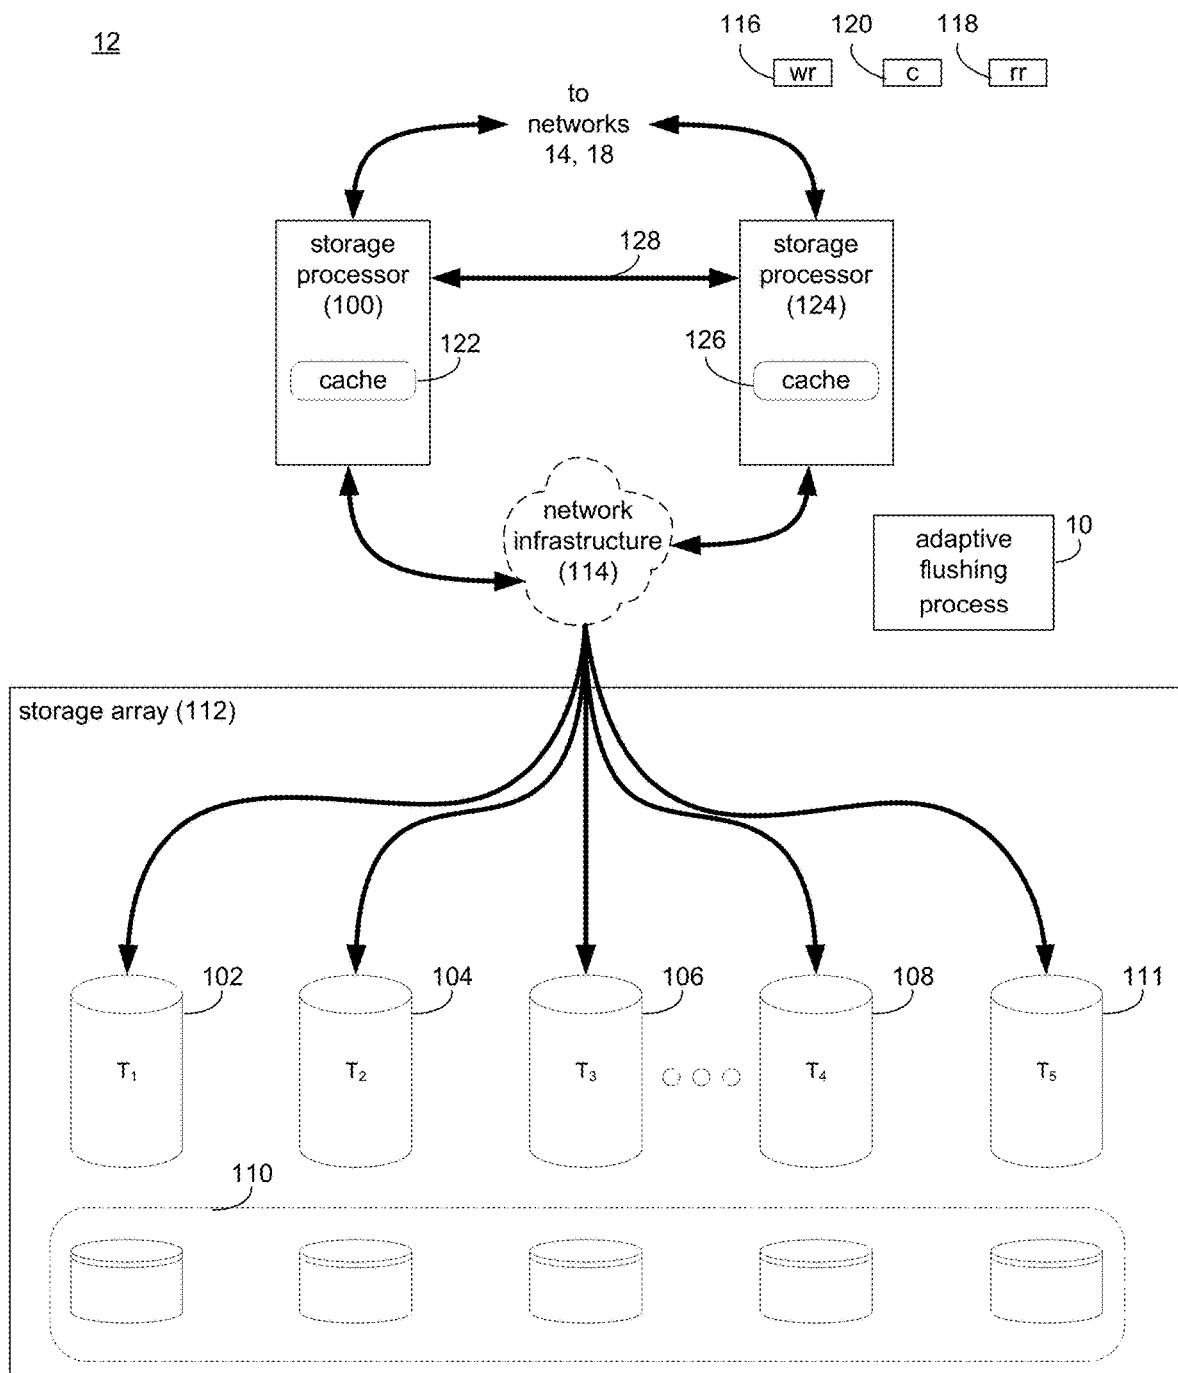 12
116
120
118
wr
c
rr
to
networks
14, 18
storage
processor
(100)
128
storage
processor
(124)
122
cache
126
cache
network
infrastructure
(114)
10
adaptive
flushing
process
storage array (112)
102
104
106
108
111
T1
T2
T3
T4
T5
110